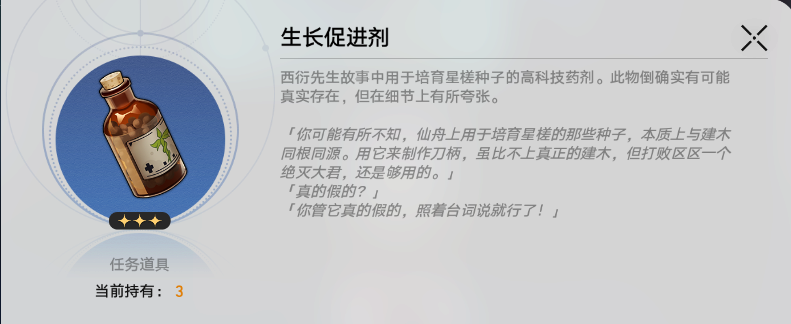 生长促进剂
西衍先生故事中用于培育星槎种子的高科技药剂。此物倒确实有可能
真实存在，但在细节上有所夸张。
「你可能有所不知，仙舟上用于培育星槎的那些种子，本质上与建木
同根同源。用它来制作刀柄，虽比不上真正的建木，但打败区区一个
绝灭大君，还是够用的。」
「真的假的？」
「你管它真的假的，照着台词说就行了！」
任务道具
当前持有： 3